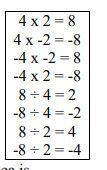 4 x 2 = 8
4 x -2 = -8
-4 x -2 = 8
-4 x 2 = -8
8 ÷ 4 = 2
-8 ÷ 4 = -2
8 ÷ 2 = 4
-8 ÷ 2 = -4